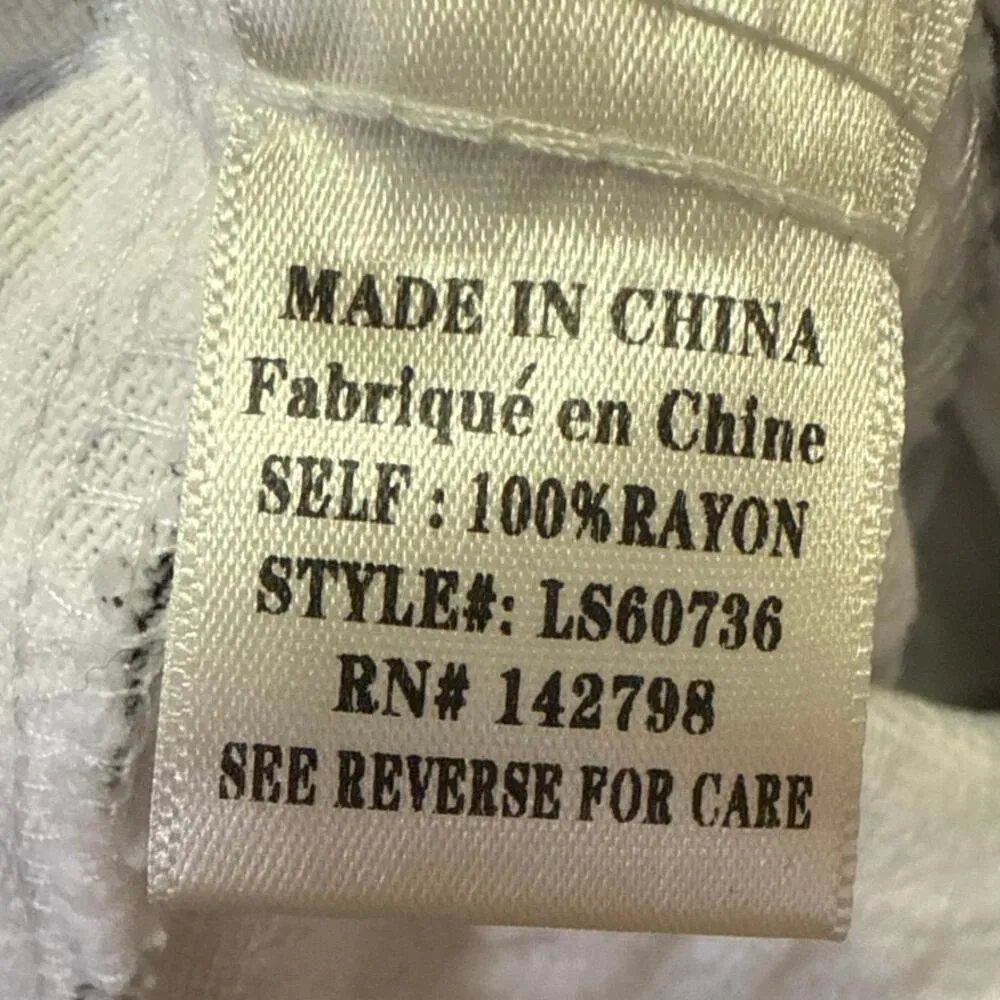 MADE IN CHINA
Fabriqué en Chine
SELF : 100%RAYON
STYLE#: LS60736
RN# 142798
SEE REVERSE FOR CARE